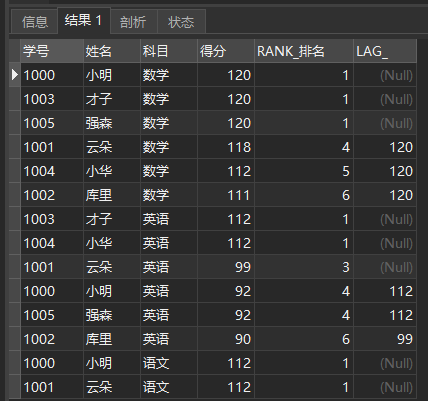 信息 结果 1 剖析 状态
学号 姓名 科目 得分 RANK_排名 LAG_
1000 小明 数学 120 1 (Null)
1003 才子 数学 120 1 (Null)
1005 强森 数学 120 1 (Null)
1001 云朵 数学 118 4 120
1004 小华 数学 112 5 120
1002 库里 数学 111 6 120
1003 才子 英语 112 1 (Null)
1004 小华 英语 112 1 (Null)
1001 云朵 英语 99 3 (Null)
1000 小明 英语 92 4 112
1005 强森 英语 92 4 112
1002 库里 英语 90 6 99
1000 小明 语文 112 1 (Null)
1001 云朵 语文 112 1 (Null)